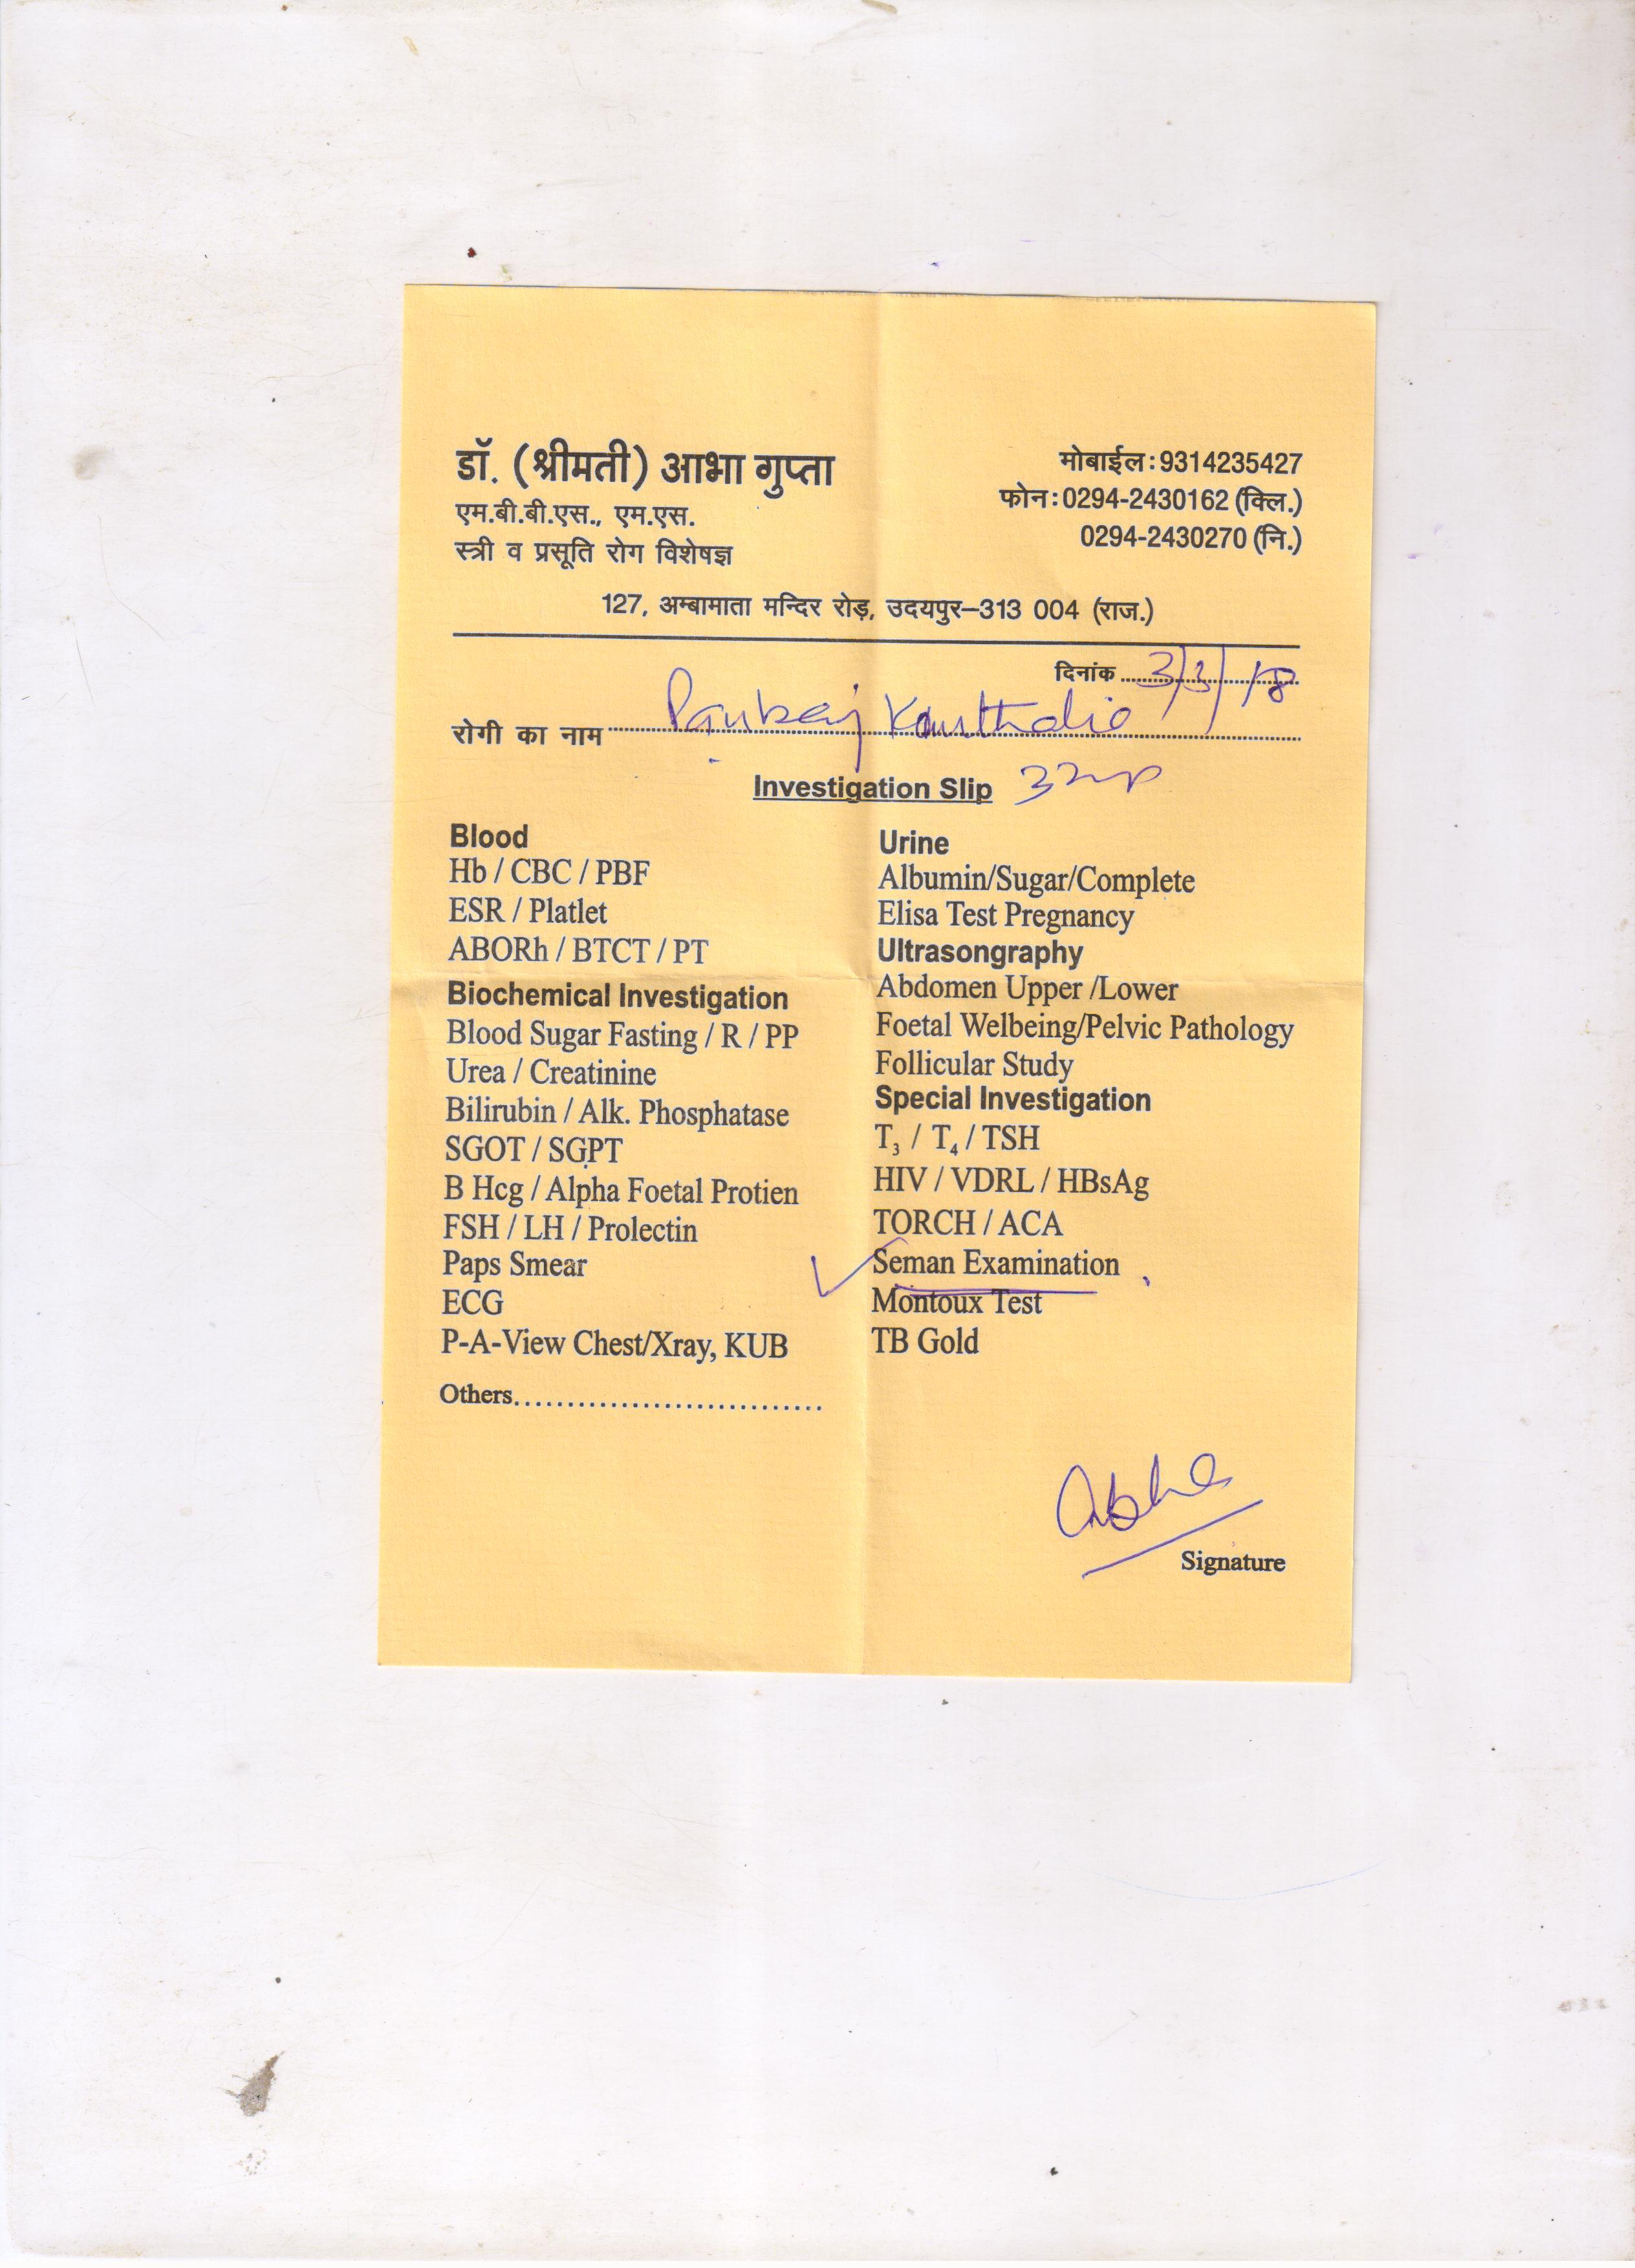 डॉ. (श्रीमती) आभा गुप्ता
एम.बी.बी.एस., एम.एस.
स्त्री व प्रसूति रोग विशेषज्ञ
मोबाईल : 9314235427
फोन : 0294-2430162 (क्लि.)
0294-2430270 (नि.)
127, अम्बामाता मन्दिर रोड़, उदयपुर–313 004 (राज.)
दिनांक 3/3/18
रोगी का नाम Pankaj Kanthalia
Investigation Slip
Blood
Hb / CBC / PBF
ESR / Platlet
ABORh / BTCT / PT
Biochemical Investigation
Blood Sugar Fasting / R / PP
Urea / Creatinine
Bilirubin / Alk. Phosphatase
SGOT / SGPT
B Hcg / Alpha Foetal Protien
FSH / LH / Prolectin
Paps Smear
ECG
P-A-View Chest/Xray, KUB
Others..............................
Urine
Albumin/Sugar/Complete
Elisa Test Pregnancy
Ultrasongraphy
Abdomen Upper /Lower
Foetal Welbeing/Pelvic Pathology
Follicular Study
Special Investigation
T₃ / T₄ / TSH
HIV / VDRL / HBsAg
TORCH / ACA
Seman Examination
Montoux Test
TB Gold
Abha
Signature